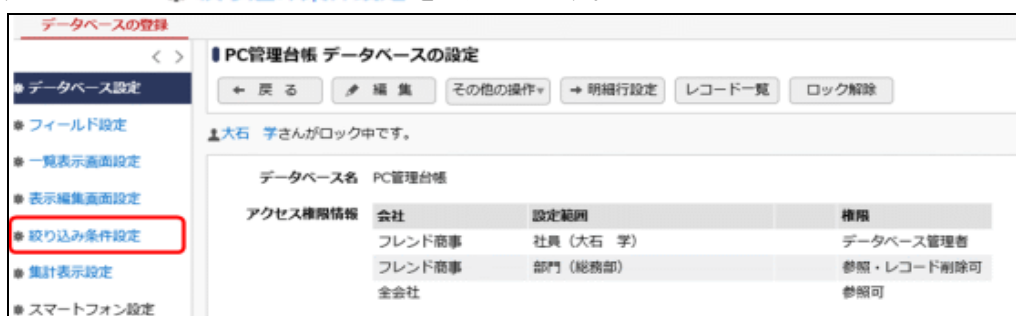 データベースの登録
< >
PC管理台帳 データベースの設定
データベース設定
← 戻 る
編 集
その他の操作▾
→ 明細行設定
レコード一覧
ロック解除
フィールド設定
大石 学さんがロック中です。
一覧表示画面設定
データベース名 PC管理台帳
表示編集画面設定
アクセス権限情報 会社 設定範囲 権限
絞り込み条件設定
フレンド商事 社員（大石 学） データベース管理者
集計表示設定
フレンド商事 部門（総務部） 参照・レコード削除可
全会社 参照可
スマートフォン設定